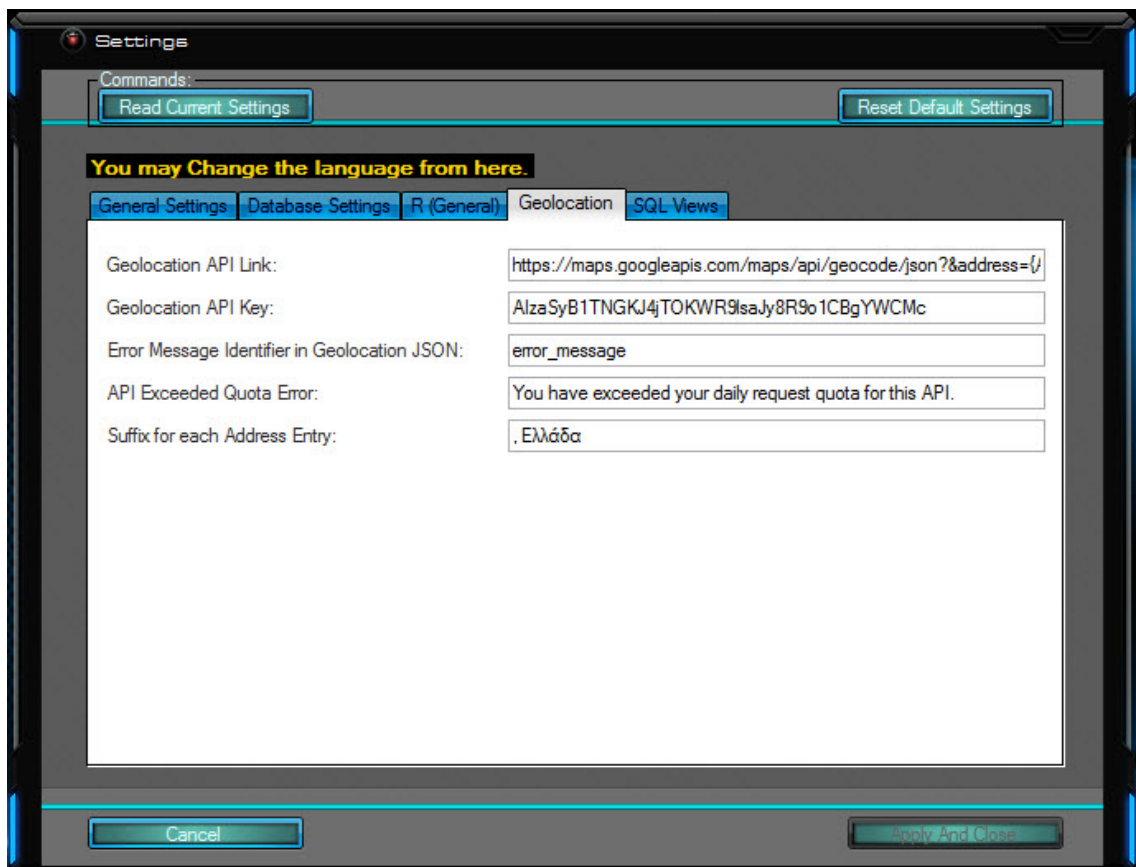 Settings
Commands:
Read Current Settings Reset Default Settings
You may Change the language from here.
General Settings Database Settings R (General) Geolocation SQL Views
Geolocation API Link: https://maps.googleapis.com/maps/api/geocode/json?&address={
Geolocation API Key:
Error Message Identifier in Geolocation JSON: error_message
API Exceeded Quota Error: You have exceeded your daily request quota for this API.
Suffix for each Address Entry: , Ελλάδα
Cancel Apply And Close